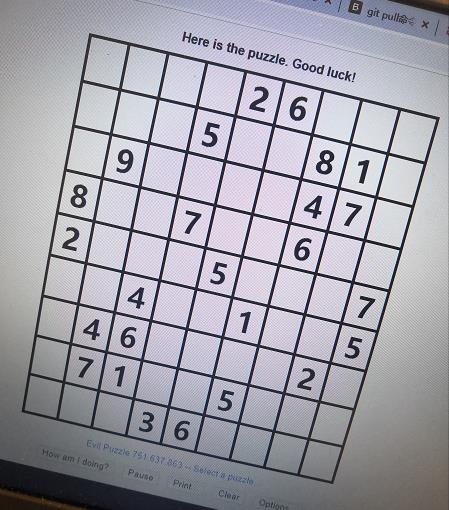 git pull
Here is the puzzle. Good luck!
2 6
5 8 1
9 4 7
8 7 6
2 5 7
4 1 5
4 6 2
7 1 5
3 6
Evil Puzzle 751,637,863 -- Select a puzzle
How am I doing? Pause Print Clear Options